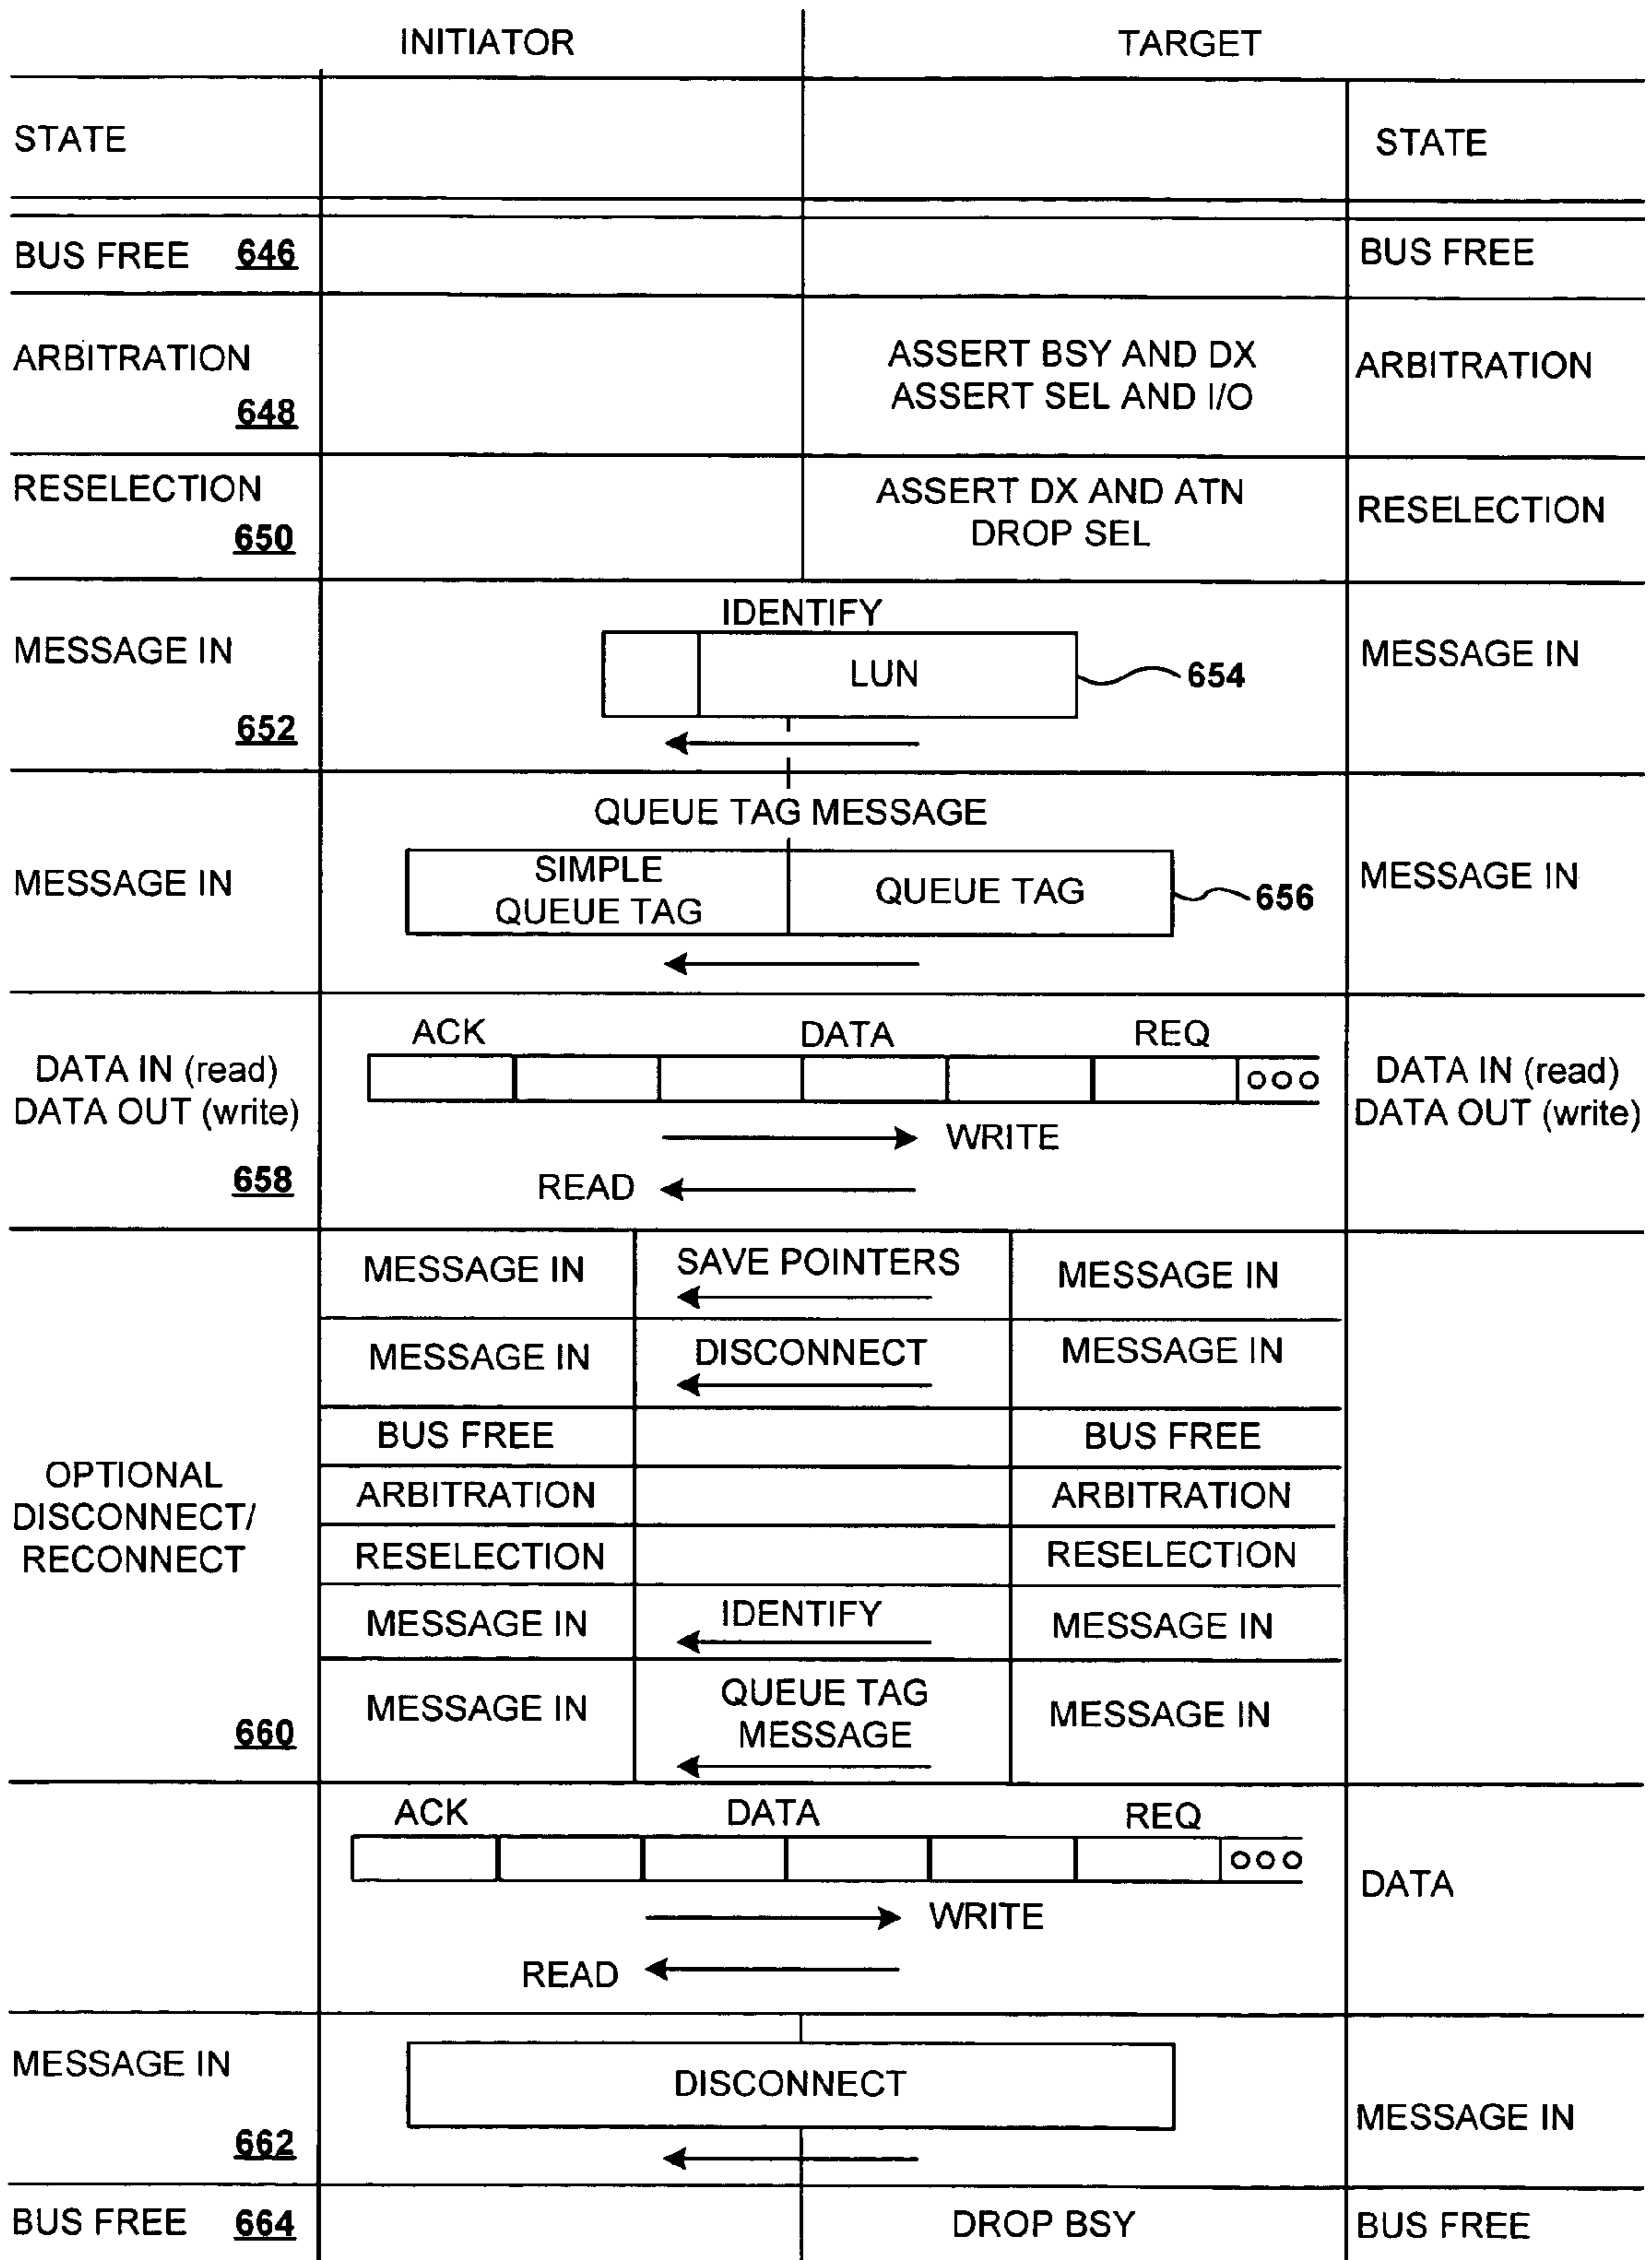 INITIATOR TARGET
STATE STATE
BUS FREE 646 BUS FREE
ARBITRATION
648
ASSERT BSY AND DX
ASSERT SEL AND I/O
ARBITRATION
RESELECTION
650
ASSERT DX AND ATN
DROP SEL
RESELECTION
MESSAGE IN
652
IDENTIFY
LUN
654
MESSAGE IN
MESSAGE IN
QUEUE TAG MESSAGE
SIMPLE
QUEUE TAG
QUEUE TAG
656
MESSAGE IN
DATA IN (read)
DATA OUT (write)
658
ACK DATA REQ
WRITE
READ
DATA IN (read)
DATA OUT (write)
OPTIONAL
DISCONNECT/
RECONNECT
660
MESSAGE IN SAVE POINTERS MESSAGE IN
MESSAGE IN DISCONNECT MESSAGE IN
BUS FREE BUS FREE
ARBITRATION ARBITRATION
RESELECTION RESELECTION
MESSAGE IN IDENTIFY MESSAGE IN
MESSAGE IN
QUEUE TAG
MESSAGE
MESSAGE IN
ACK DATA REQ
WRITE
READ
DATA
MESSAGE IN
662
DISCONNECT
MESSAGE IN
BUS FREE 664 DROP BSY BUS FREE